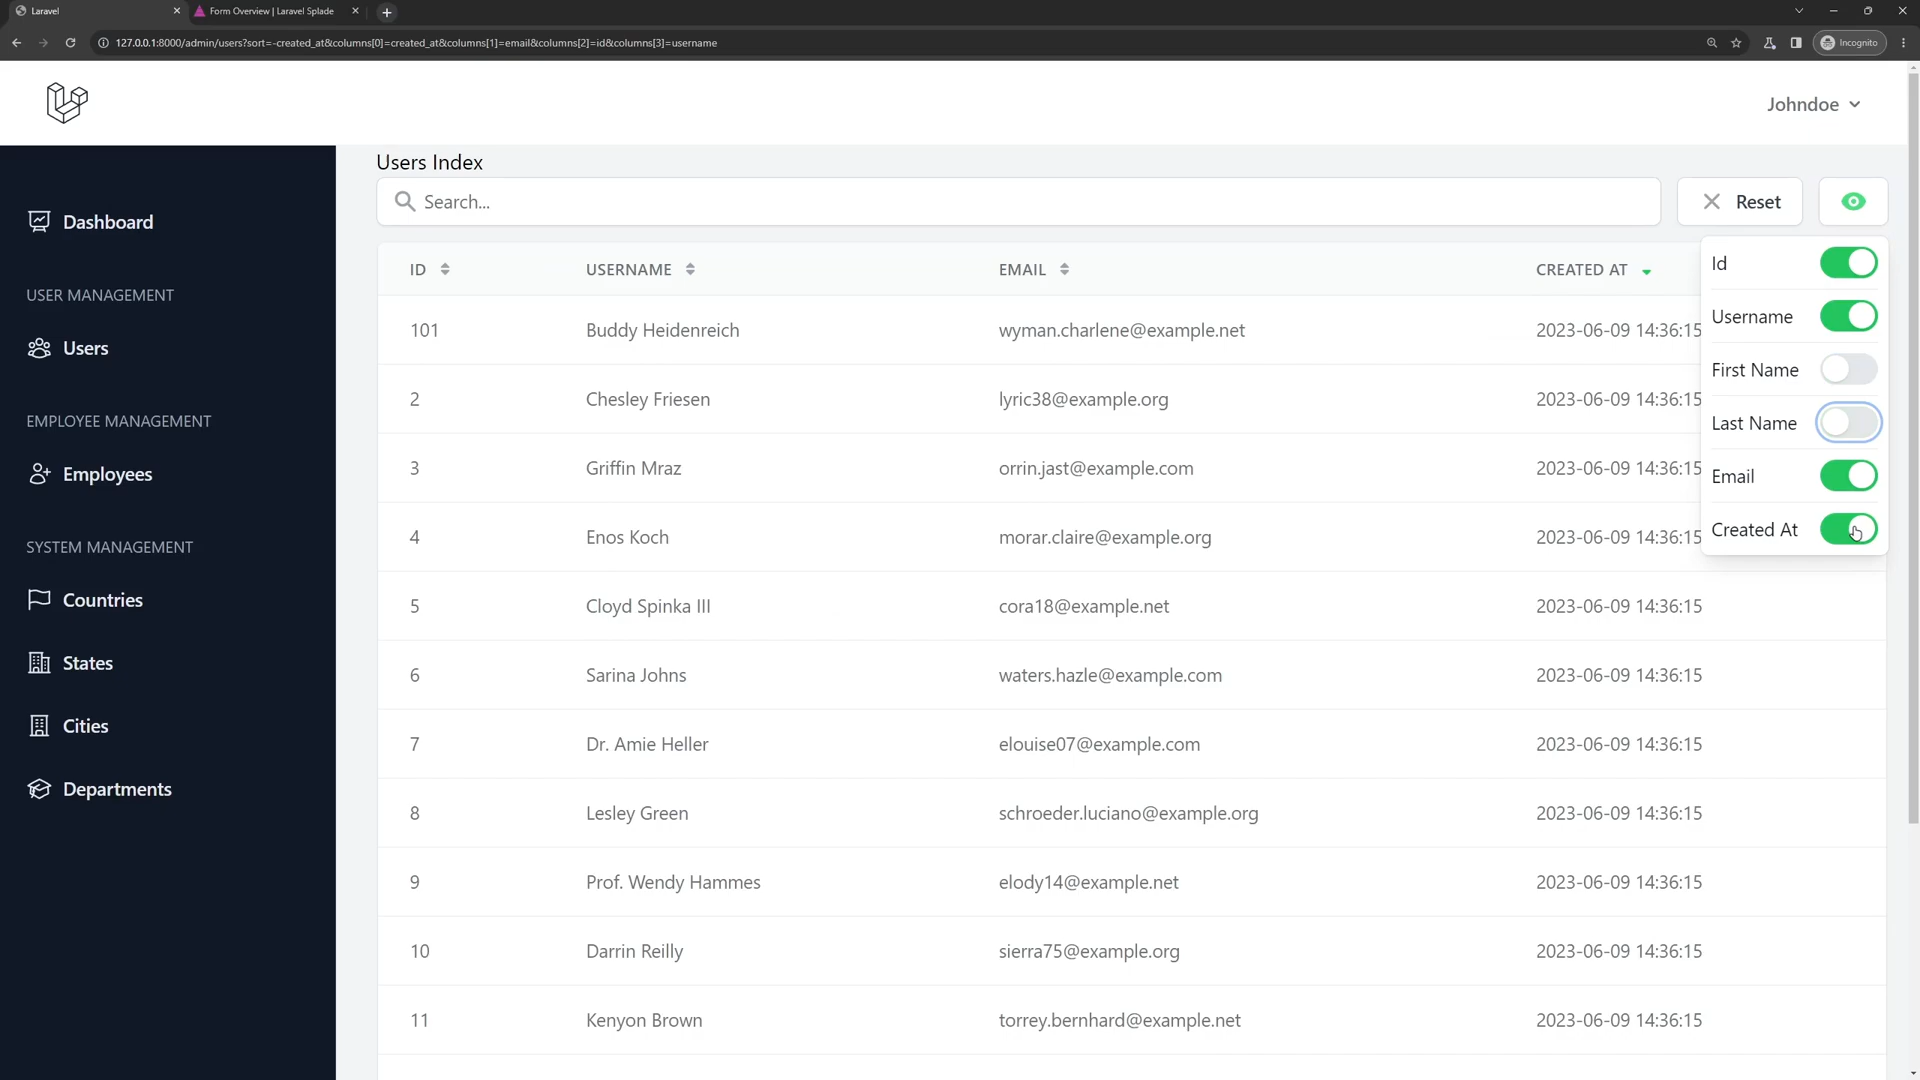 Laravel
Form Overview | Laravel Splade
127.0.0.1:8000/admin/users?sort=-created_at&columns[0]=created_at&columns[1]=email&columns[2]=id&columns[3]=username
Incognito
Johndoe
Dashboard
USER MANAGEMENT
Users
EMPLOYEE MANAGEMENT
Employees
SYSTEM MANAGEMENT
Countries
States
Cities
Departments
Users Index
Search...
Reset
ID USERNAME EMAIL CREATED AT
101 Buddy Heidenreich wyman.charlene@example.net 2023-06-09 14:36:15
2 Chesley Friesen lyric38@example.org 2023-06-09 14:36:15
3 Griffin Mraz orrin.jast@example.com 2023-06-09 14:36:15
4 Enos Koch morar.claire@example.org 2023-06-09 14:36:15
5 Cloyd Spinka III cora18@example.net 2023-06-09 14:36:15
6 Sarina Johns waters.hazle@example.com 2023-06-09 14:36:15
7 Dr. Amie Heller elouise07@example.com 2023-06-09 14:36:15
8 Lesley Green schroeder.luciano@example.org 2023-06-09 14:36:15
9 Prof. Wendy Hammes elody14@example.net 2023-06-09 14:36:15
10 Darrin Reilly sierra75@example.org 2023-06-09 14:36:15
11 Kenyon Brown torrey.bernhard@example.net 2023-06-09 14:36:15
Id
Username
First Name
Last Name
Email
Created At